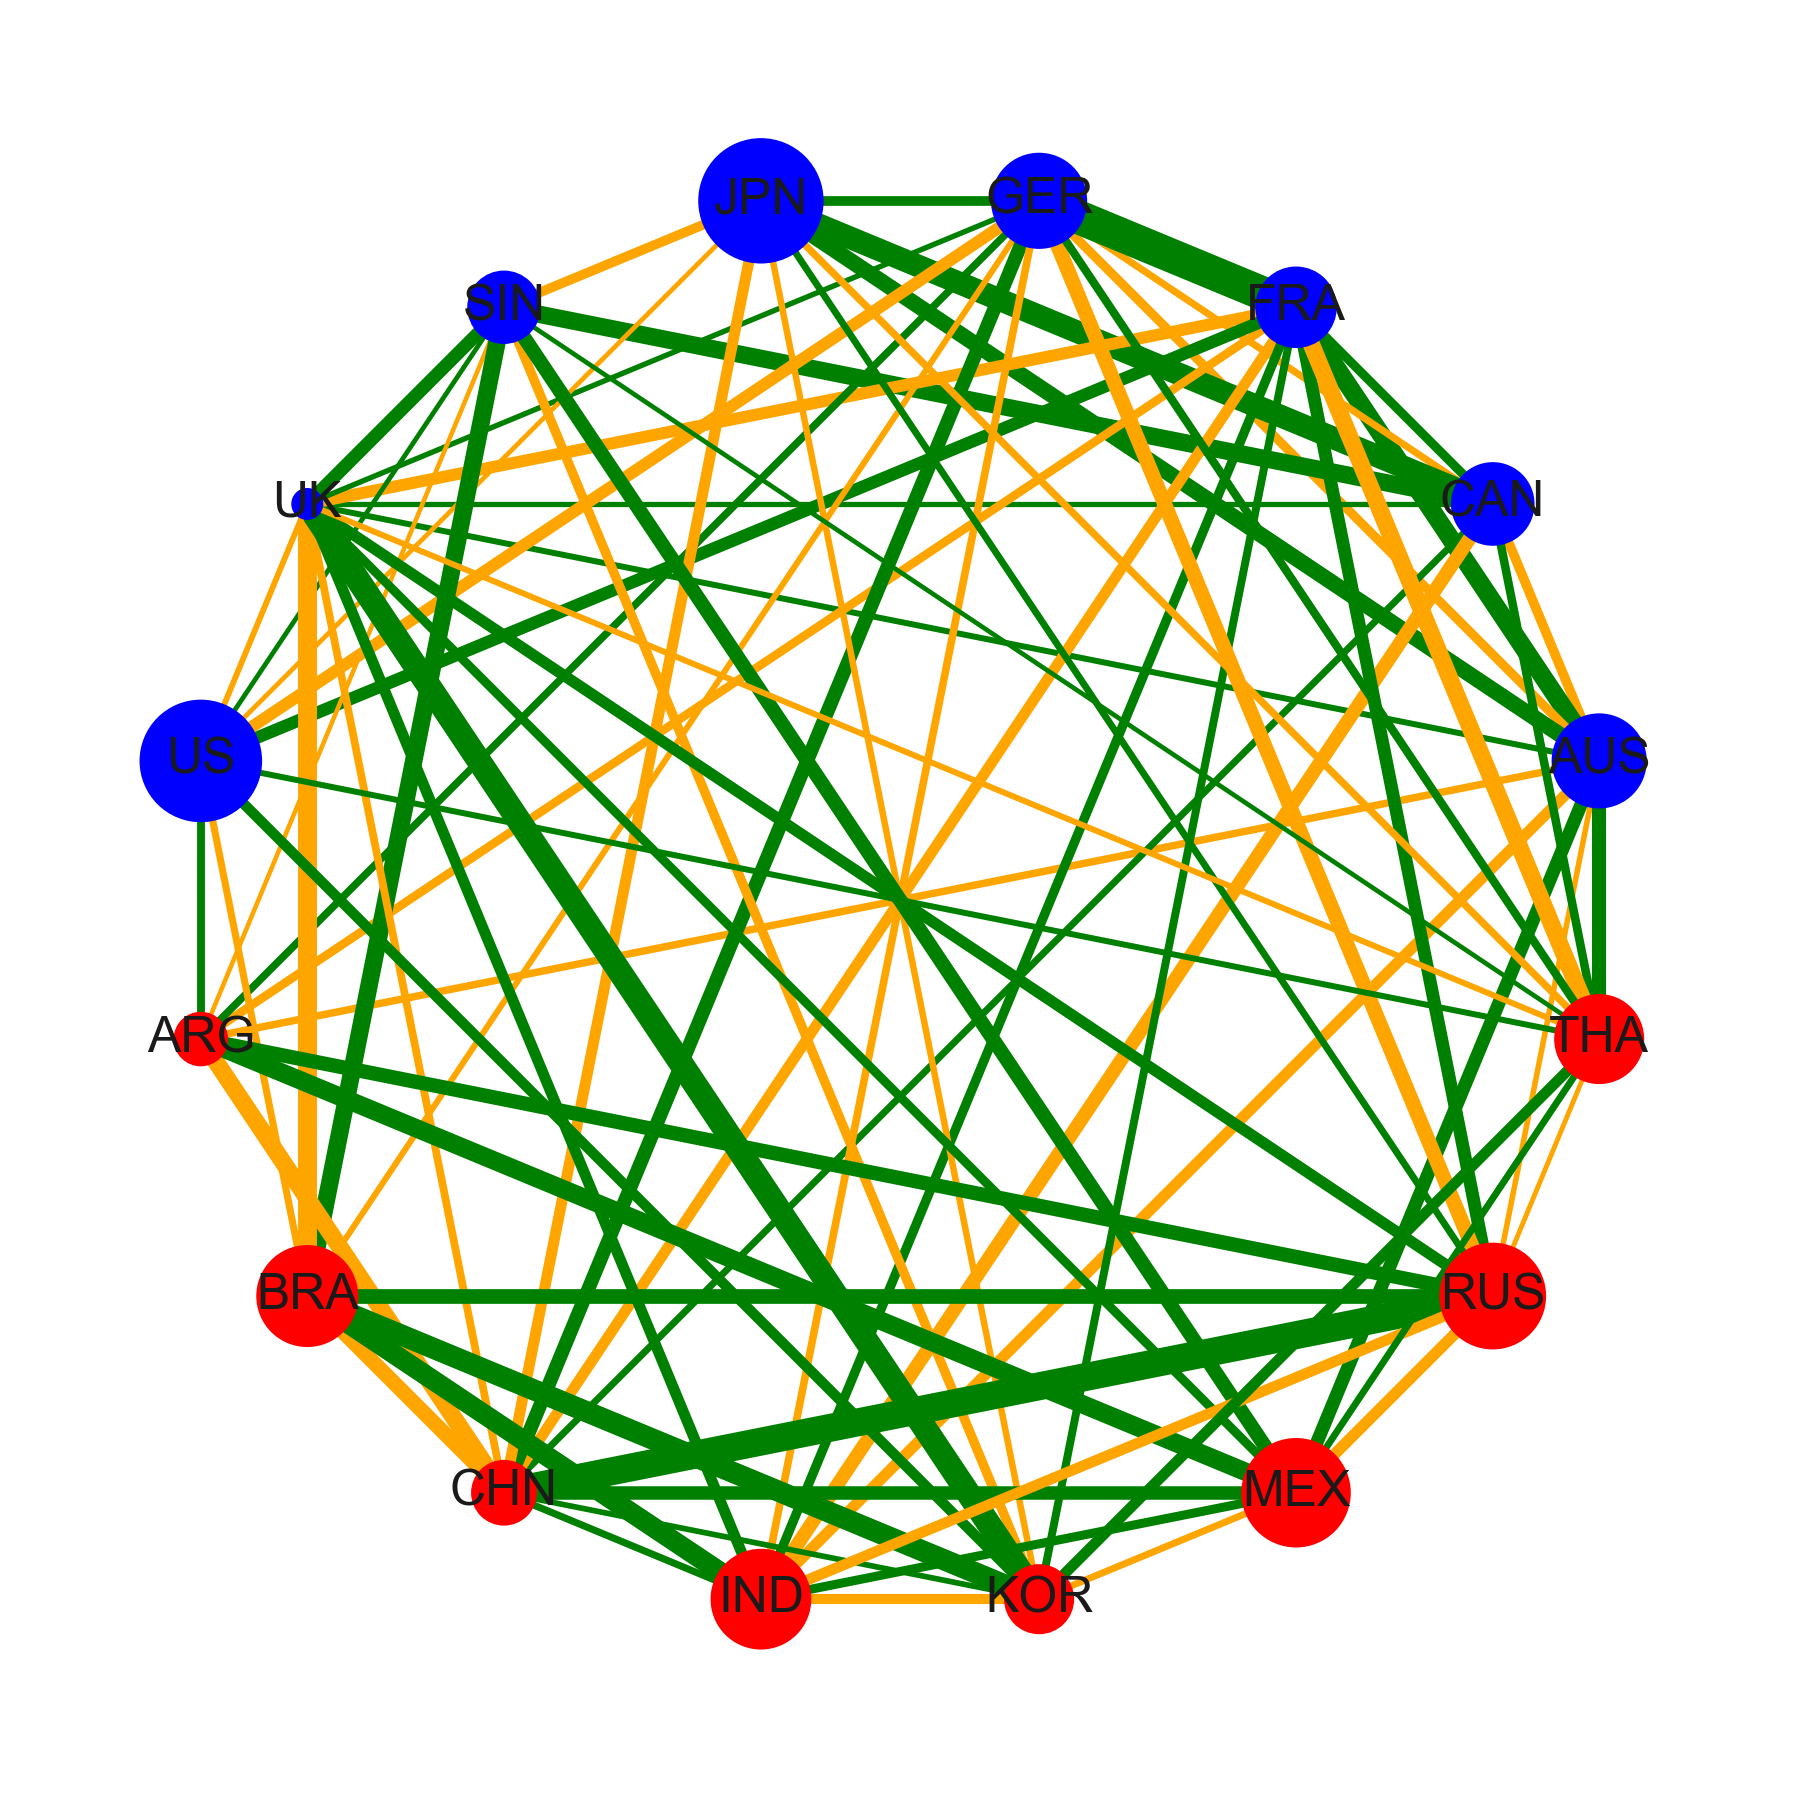 JPN
GER
SIN
FRA
UK
CAN
US
AUS
ARG
THA
BRA
RUS
CHN
MEX
IND
KOR